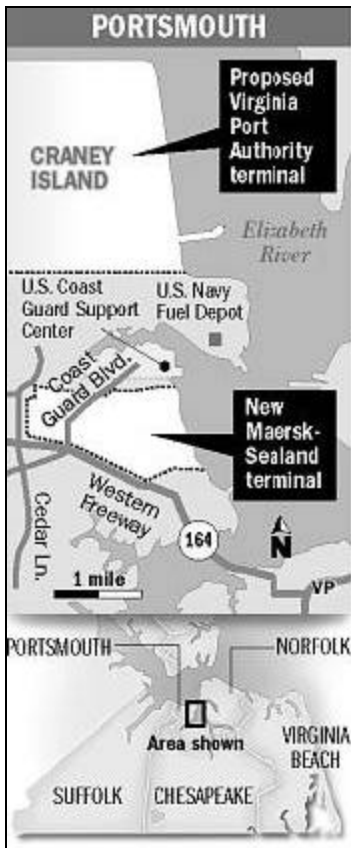 PORTSMOUTH
Proposed
Virginia
Port
Authority
terminal
CRANEY
ISLAND
Elizabeth
River
U.S. Coast
Guard Support
Center
U.S. Navy
Fuel Depot
Coast
Guard Blvd.
New
Maersk-
Sealand
terminal
Western
Freeway
Cedar Ln.
164
N
1 mile
VP
PORTSMOUTH
NORFOLK
Area shown
VIRGINIA
BEACH
SUFFOLK
CHESAPEAKE